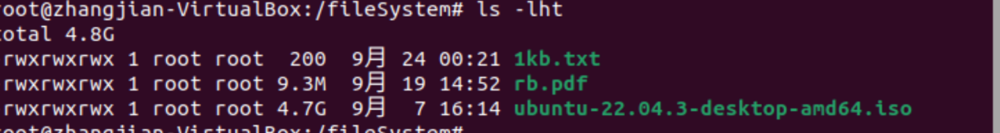 root@zhangjian-VirtualBox:/fileSystem# ls -lht
total 4.8G
rwxrwxrwx 1 root root  200  9月 24 00:21 1kb.txt
rwxrwxrwx 1 root root 9.3M  9月 19 14:52 rb.pdf
rwxrwxrwx 1 root root 4.7G  9月  7 16:14 ubuntu-22.04.3-desktop-amd64.iso
root@zhangjian-VirtualBox:/fileSystem#